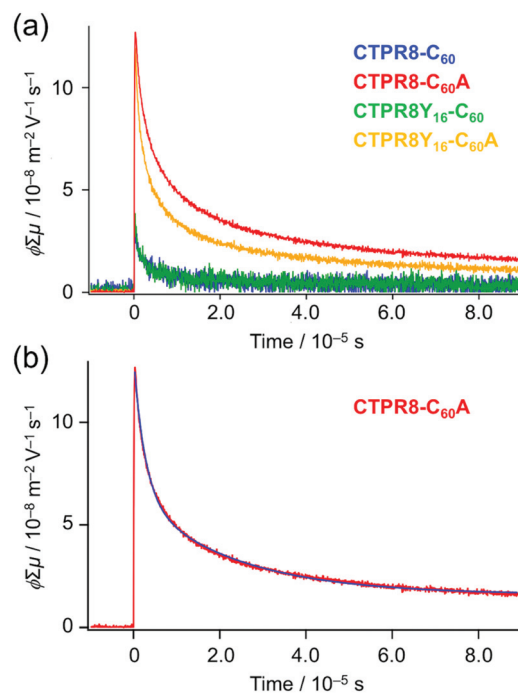 (a)
ϕΣμ / 10⁻⁸ m⁻² V⁻¹ s⁻¹
10
5
0
CTPR8-C₆₀
CTPR8-C₆₀A
CTPR8Y₁₆-C₆₀
CTPR8Y₁₆-C₆₀A
0 2.0 4.0 6.0 8.0
Time / 10⁻⁵ s
(b)
ϕΣμ / 10⁻⁸ m⁻² V⁻¹ s⁻¹
10
5
0
CTPR8-C₆₀A
0 2.0 4.0 6.0 8.0
Time / 10⁻⁵ s